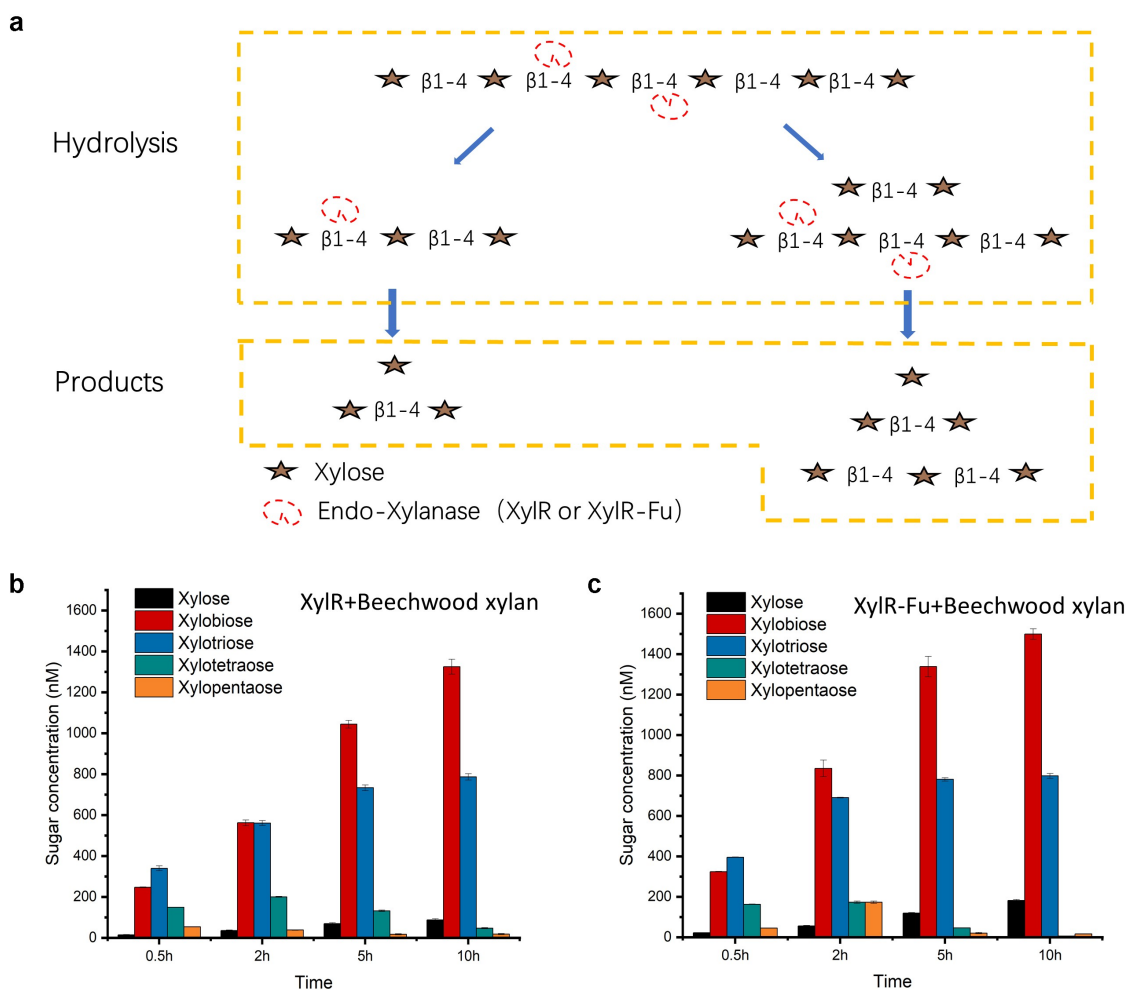 a
β1-4 β1-4 β1-4 β1-4 β1-4
Hydrolysis
β1-4
β1-4 β1-4 β1-4 β1-4 β1-4
Products
β1-4 β1-4
β1-4 β1-4
Xylose
Endo-Xylanase (XylR or XylR-Fu)
b
XylR+Beechwood xylan
Xylose
Xylobiose
Xylotriose
Xylotetraose
Xylopentaose
Sugar concentration (nM)
1600
1400
1200
1000
800
600
400
200
0
0.5h 2h 5h 10h
Time
c
XylR-Fu+Beechwood xylan
Xylose
Xylobiose
Xylotriose
Xylotetraose
Xylopentaose
Sugar concentration (nM)
1600
1400
1200
1000
800
600
400
200
0
0.5h 2h 5h 10h
Time